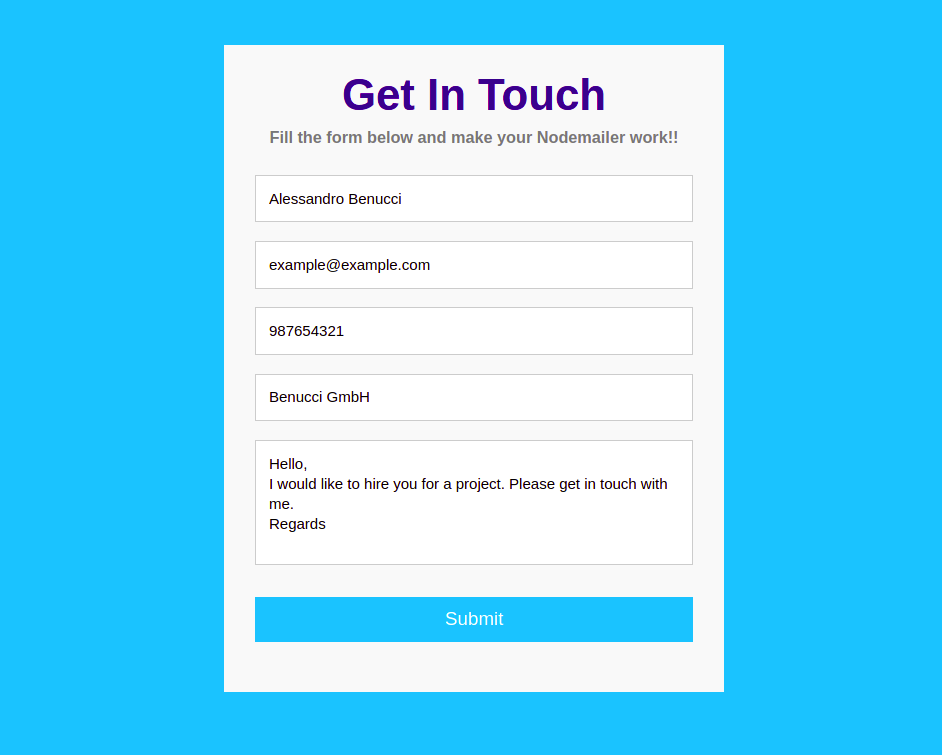 Get In Touch
Fill the form below and make your Nodemailer work!!
Alessandro Benucci
example@example.com
987654321
Benucci GmbH
Hello,
I would like to hire you for a project. Please get in touch with
me.
Regards
Submit